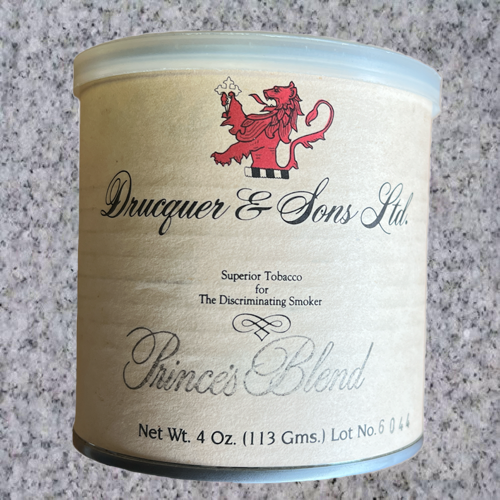 Drucquer & Sons Ltd.
Superior Tobacco
for
The Discriminating Smoker
Prince's Blend
Net Wt. 4 Oz. (113 Gms.) Lot No. 6044